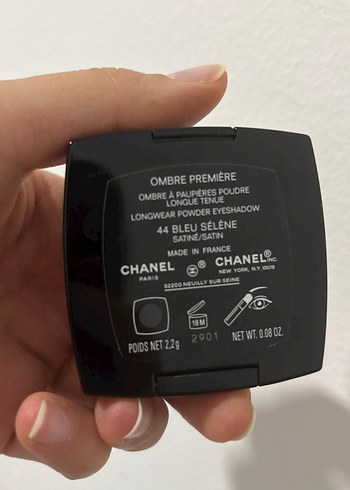 OMBRE PREMIÈRE
OMBRE À PAUPIÈRES POUDRE
LONGUE TENUE
LONGWEAR POWDER EYESHADOW
44 BLEU SÉLÈNE
SATINÉ/SATIN
MADE IN FRANCE
CHANEL ® CHANEL® INC.
PARIS NEW YORK, N.Y. 10019
92200 NEUILLY SUR SEINE
18M
POIDS NET 2,2g 2901 NET WT. 0.08 OZ.